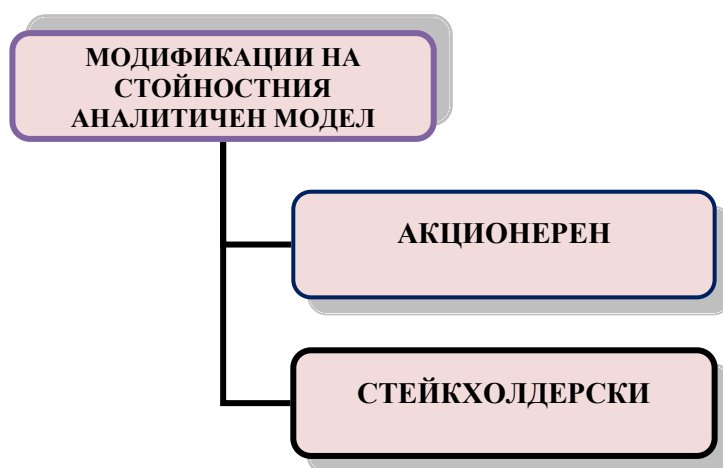 МОДИФИКАЦИИ НА
СТОЙНОСТНИЯ
АНАЛИТИЧЕН МОДЕЛ
АКЦИОНЕРЕН
СТЕЙКХОЛДЕРСКИ